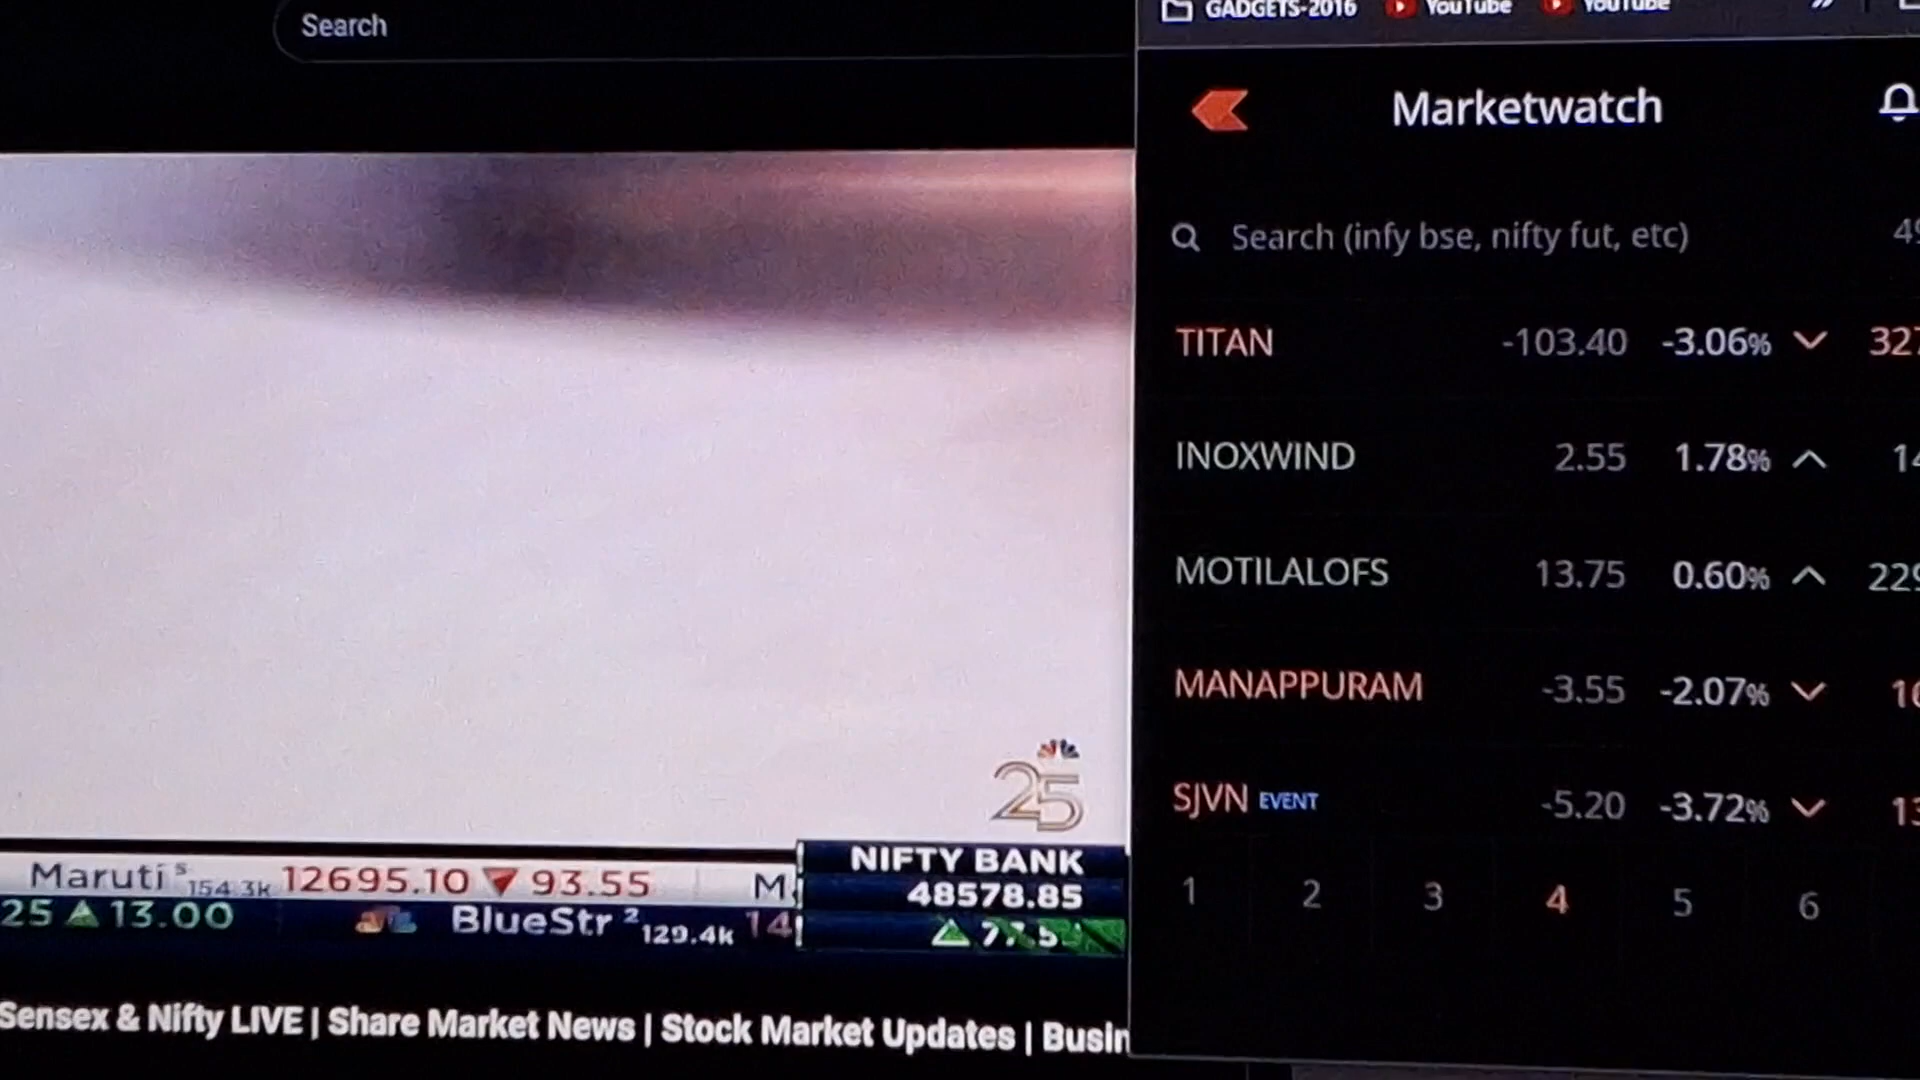 Search
25
Maruti s 154.3k 12695.10 ▼ 93.55
25 ▲ 13.00 BlueStr 2 129.4k
NIFTY BANK
48578.85
Sensex & Nifty LIVE | Share Market News | Stock Market Updates |
GADGETS-2016 YouTube YouTube »
Marketwatch
Search (infy bse, nifty fut, etc)
TITAN -103.40 -3.06%
INOXWIND 2.55 1.78%
MOTILALOFS 13.75 0.60%
MANAPPURAM -3.55 -2.07%
SJVN EVENT -5.20 -3.72%
1 2 3 4 5 6